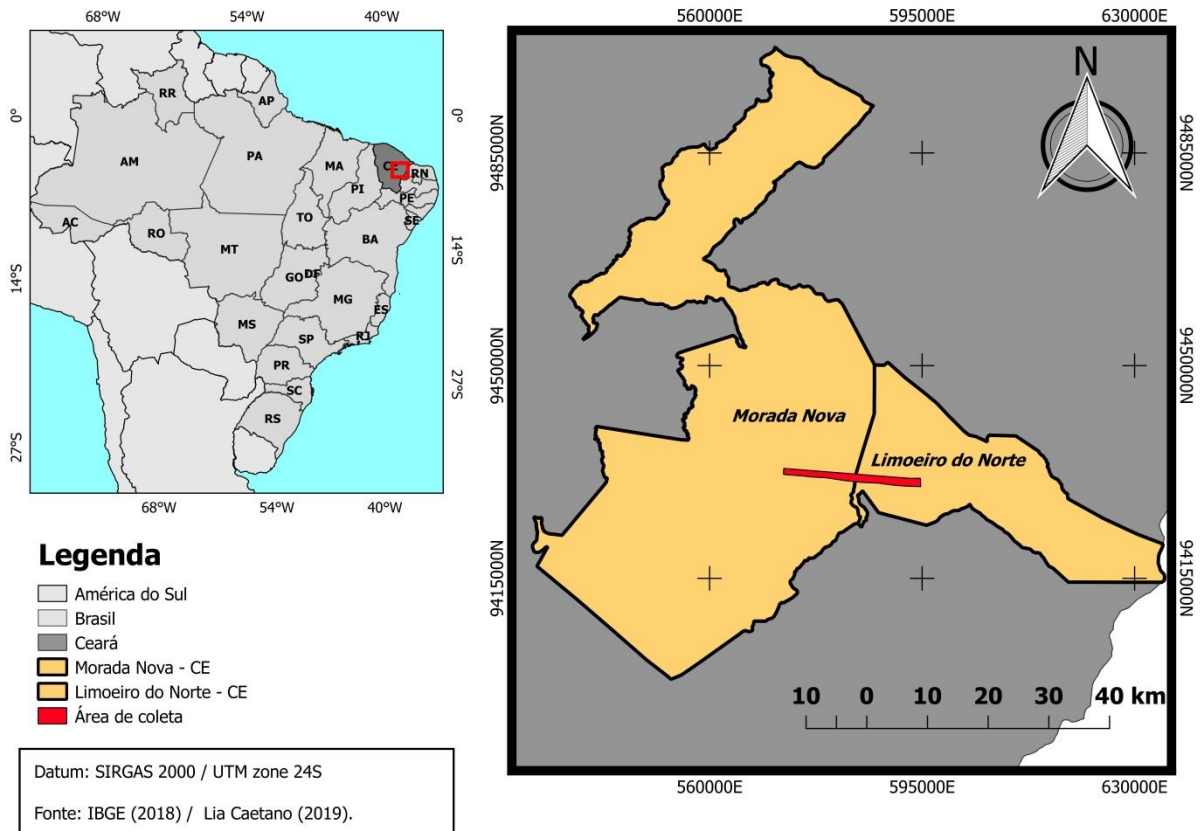 68°W 54°W 40°W
0°
14°S
27°S
0°
14°S
27°S
RR
AP
AM
PA
MA
CE
RN
PI
PE
AC
TO
SE
RO
BA
MT
GO
DF
MG
ES
MS
SP
RJ
PR
SC
RS
68°W 54°W 40°W
Legenda
América do Sul
Brasil
Ceará
Morada Nova - CE
Limoeiro do Norte - CE
Área de coleta
Datum: SIRGAS 2000 / UTM zone 24S
Fonte: IBGE (2018) / Lia Caetano (2019).
560000E 595000E 630000E
9485000N
9450000N
9415000N
9485000N
9450000N
9415000N
N
Morada Nova
Limoeiro do Norte
10 0 10 20 30 40 km
560000E 595000E 630000E